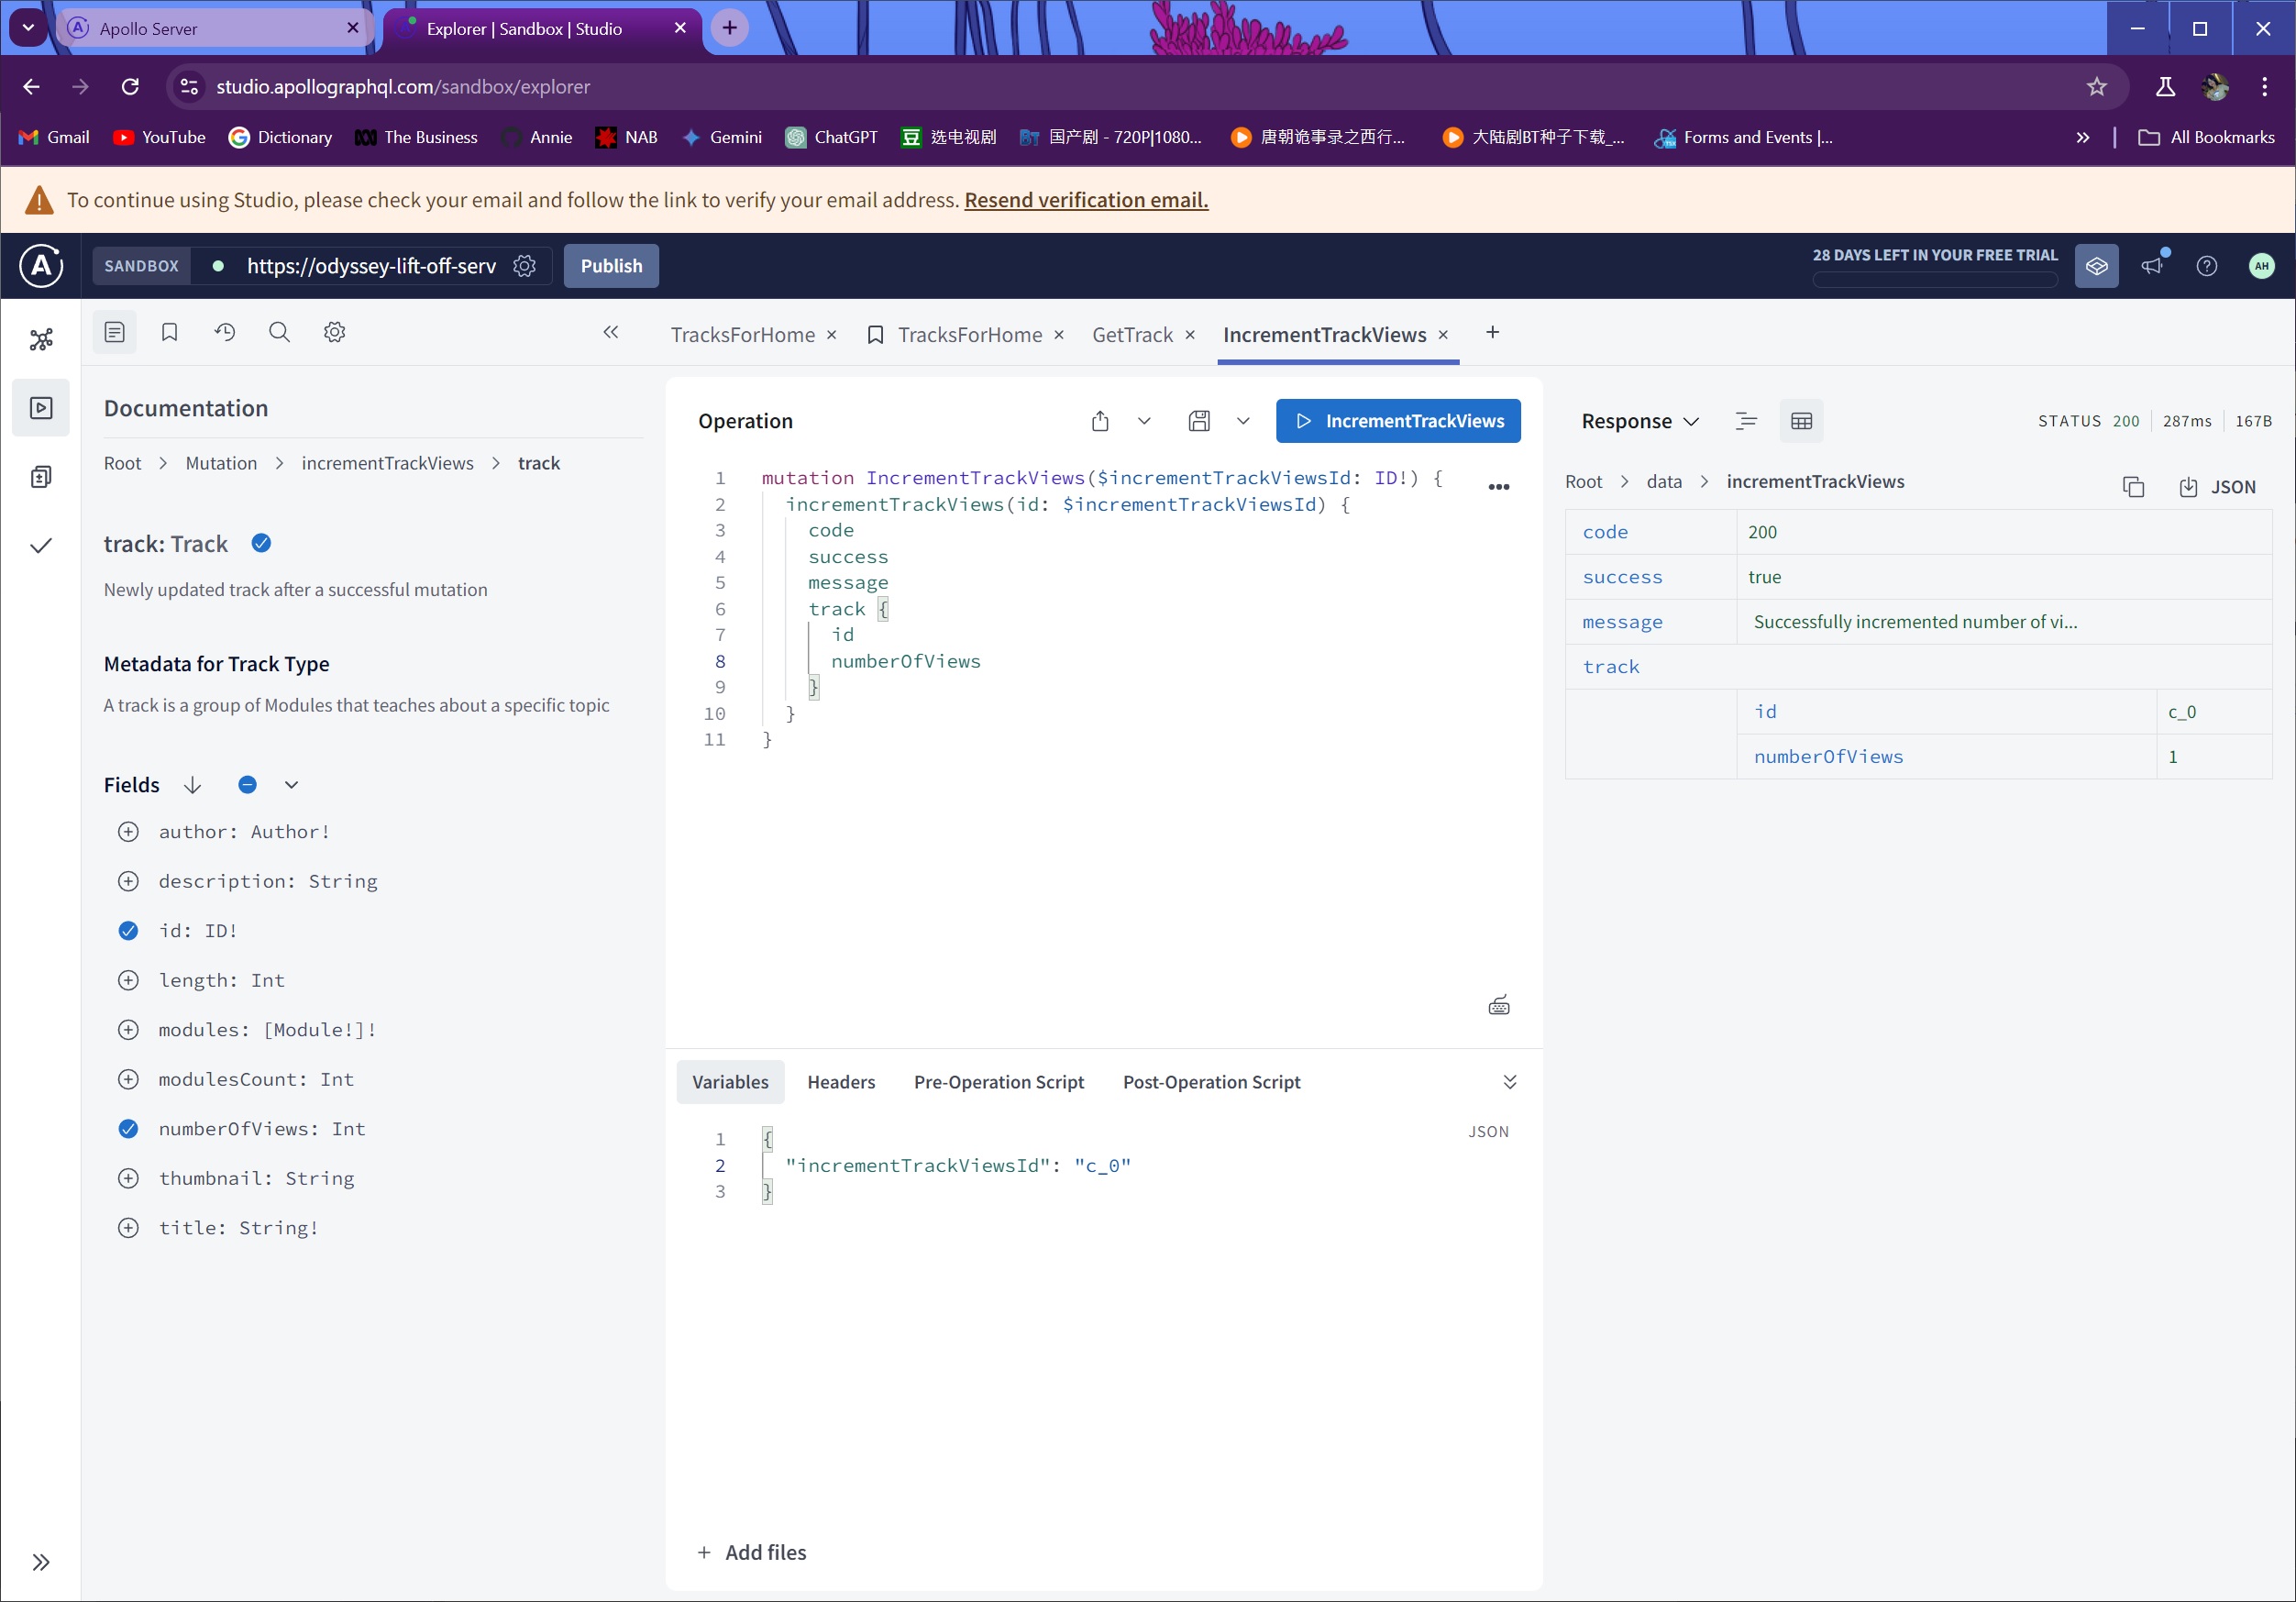 Apollo Server
Explorer | Sandbox | Studio
studio.apollographql.com/sandbox/explorer
Gmail
YouTube
Dictionary
The Business
Annie
NAB
Gemini
ChatGPT
选电视剧
国产剧 - 720P|1080...
唐朝诡事录之西行...
大陆剧BT种子下载_...
Forms and Events |...
All Bookmarks
To continue using Studio, please check your email and follow the link to verify your email address. Resend verification email.
SANDBOX
https://odyssey-lift-off-serv
Publish
28 DAYS LEFT IN YOUR FREE TRIAL
AH
TracksForHome
TracksForHome
GetTrack
IncrementTrackViews
Documentation
Root > Mutation > incrementTrackViews > track
track: Track
Newly updated track after a successful mutation
Metadata for Track Type
A track is a group of Modules that teaches about a specific topic
Fields
author: Author!
description: String
id: ID!
length: Int
modules: [Module!]!
modulesCount: Int
numberOfViews: Int
thumbnail: String
title: String!
Operation
IncrementTrackViews
1 mutation IncrementTrackViews($incrementTrackViewsId: ID!) {
2 incrementTrackViews(id: $incrementTrackViewsId) {
3 code
4 success
5 message
6 track {
7 id
8 numberOfViews
9 }
10 }
11 }
Variables
Headers
Pre-Operation Script
Post-Operation Script
JSON
1 {
2 "incrementTrackViewsId": "c_0"
3 }
+ Add files
Response
STATUS 200
287ms
167B
Root > data > incrementTrackViews
JSON
code 200
success true
message Successfully incremented number of vi...
track
id c_0
numberOfViews 1